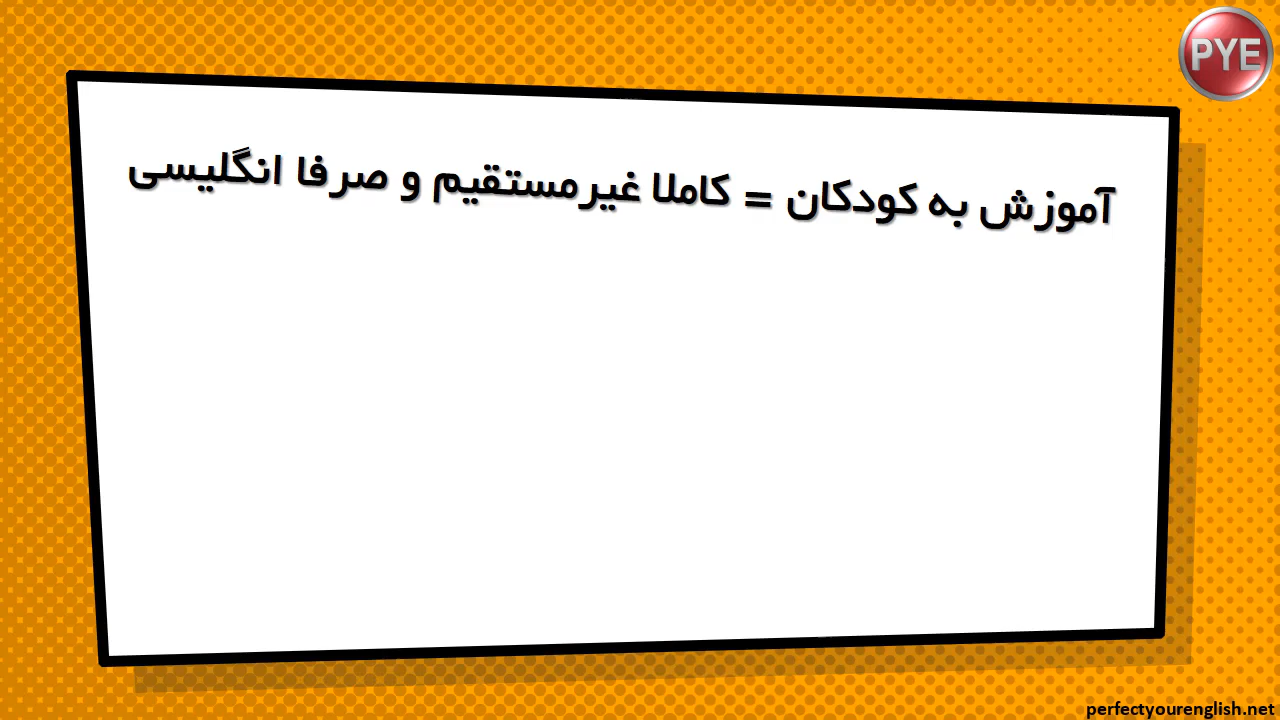 PYE
آموزش به کودکان = کاملا غیرمستقیم و صرفا انگلیسی
perfectyourenglish.net